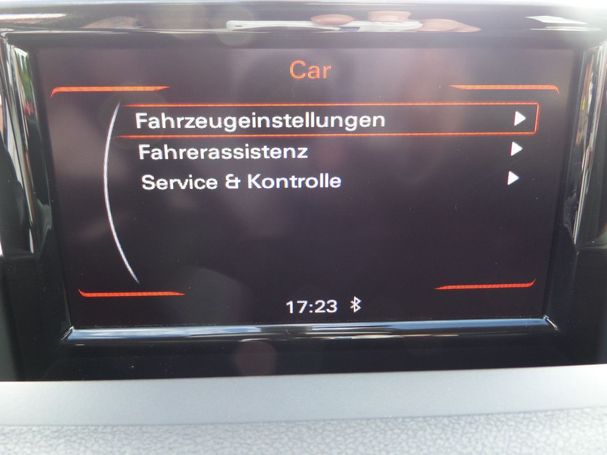 Car
Fahrzeugeinstellungen
Fahrerassistenz
Service & Kontrolle
17:23